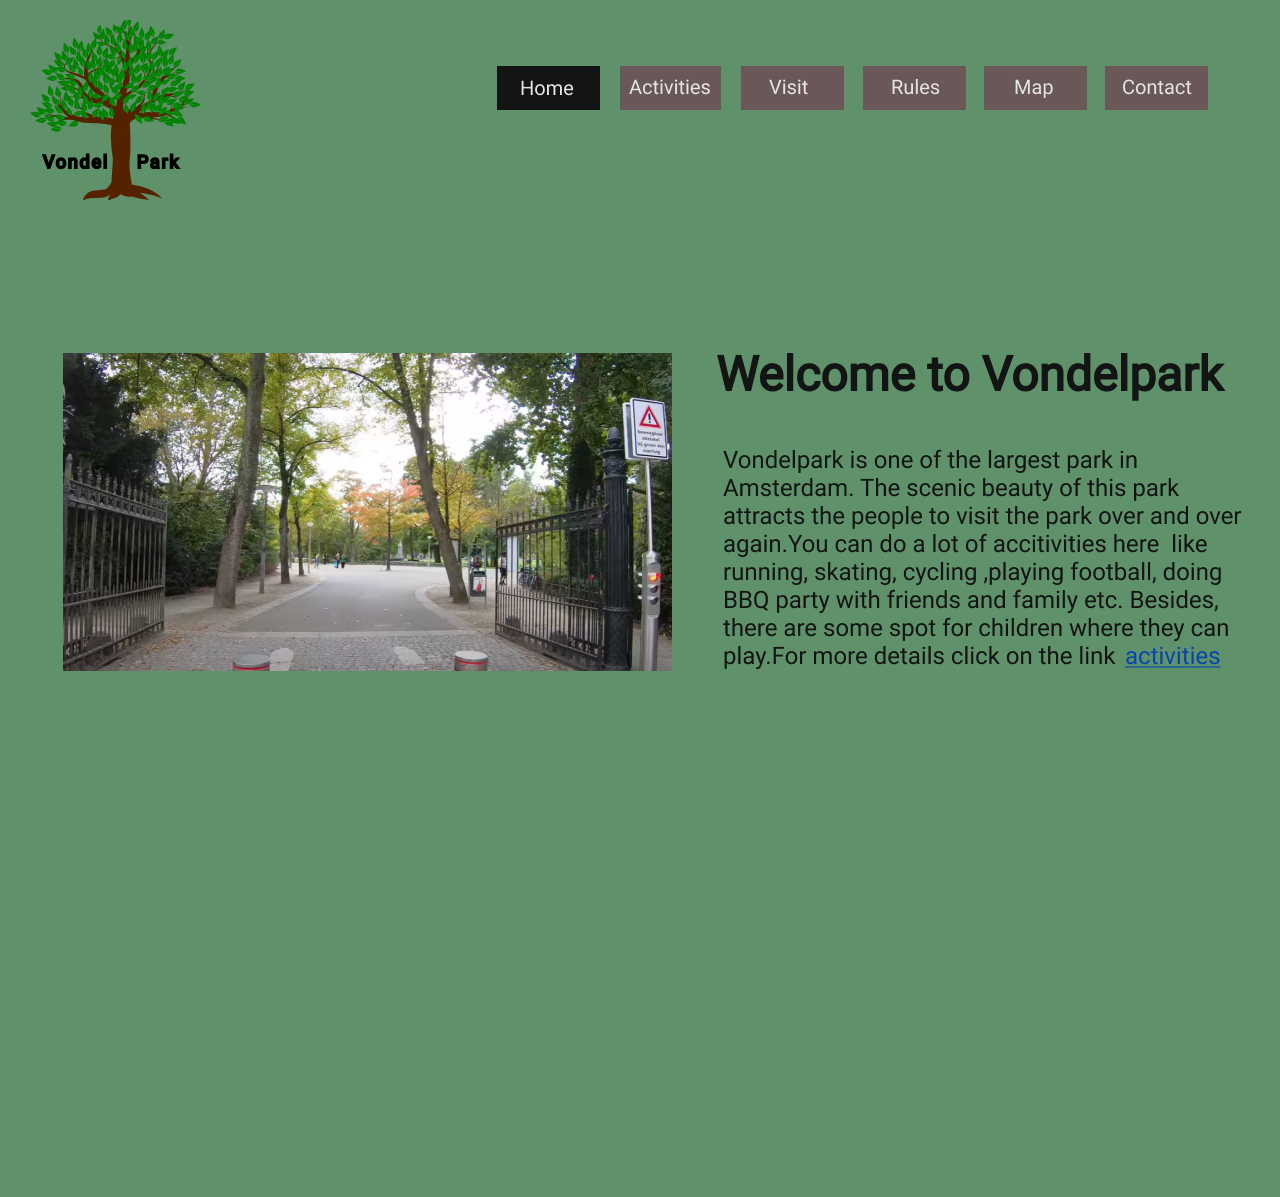 Vondel Park
Home
Activities
Visit
Rules
Map
Contact
Welcome to Vondelpark
Vondelpark is one of the largest park in
Amsterdam. The scenic beauty of this park
attracts the people to visit the park over and over
again.You can do a lot of accitivities here  like
running, skating, cycling ,playing football, doing
BBQ party with friends and family etc. Besides,
there are some spot for children where they can
play.For more details click on the link  activities